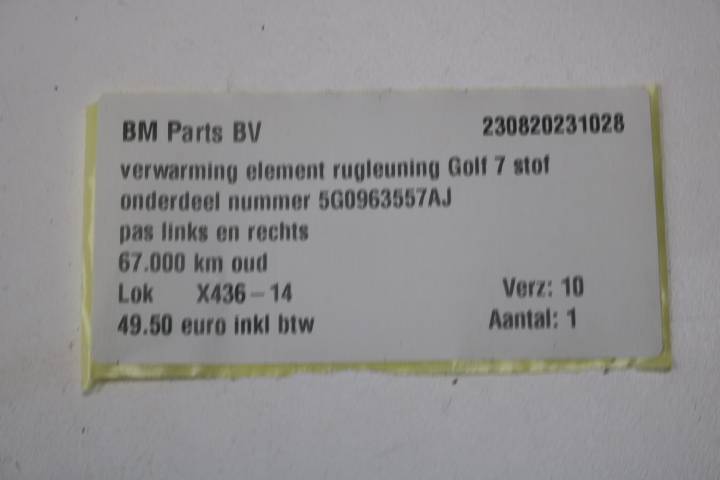 BM Parts BV 230820231028
verwarming element rugleuning Golf 7 stof
onderdeel nummer 5G0963557AJ
pas links en rechts
67.000 km oud
Lok X436-14 Verz: 10
49.50 euro inkl btw Aantal: 1